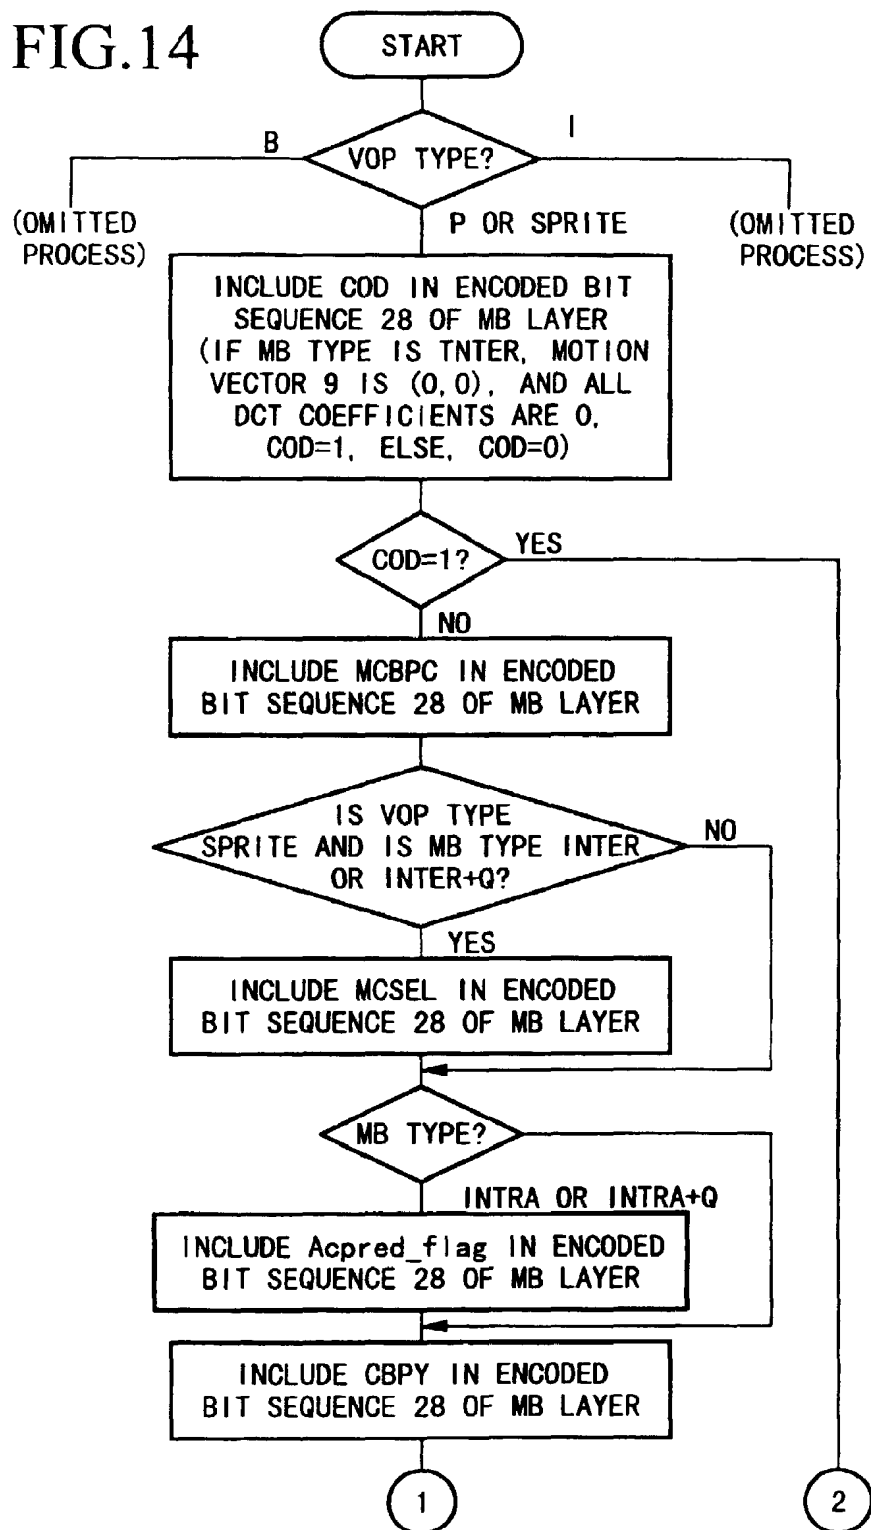 FIG.14
START
B
I
VOP TYPE?
(OMITTED
PROCESS)
P OR SPRITE
(OMITTED
PROCESS)
INCLUDE COD IN ENCODED BIT
SEQUENCE 28 OF MB LAYER
(IF MB TYPE IS TNTER, MOTION
VECTOR 9 IS (0,0), AND ALL
DCT COEFFICIENTS ARE 0,
COD=1, ELSE, COD=0)
COD=1?
YES
NO
INCLUDE MCBPC IN ENCODED
BIT SEQUENCE 28 OF MB LAYER
IS VOP TYPE
SPRITE AND IS MB TYPE INTER
OR INTER+Q?
NO
YES
INCLUDE MCSEL IN ENCODED
BIT SEQUENCE 28 OF MB LAYER
MB TYPE?
INTRA OR INTRA+Q
INCLUDE Acpred_flag IN ENCODED
BIT SEQUENCE 28 OF MB LAYER
INCLUDE CBPY IN ENCODED
BIT SEQUENCE 28 OF MB LAYER
1
2